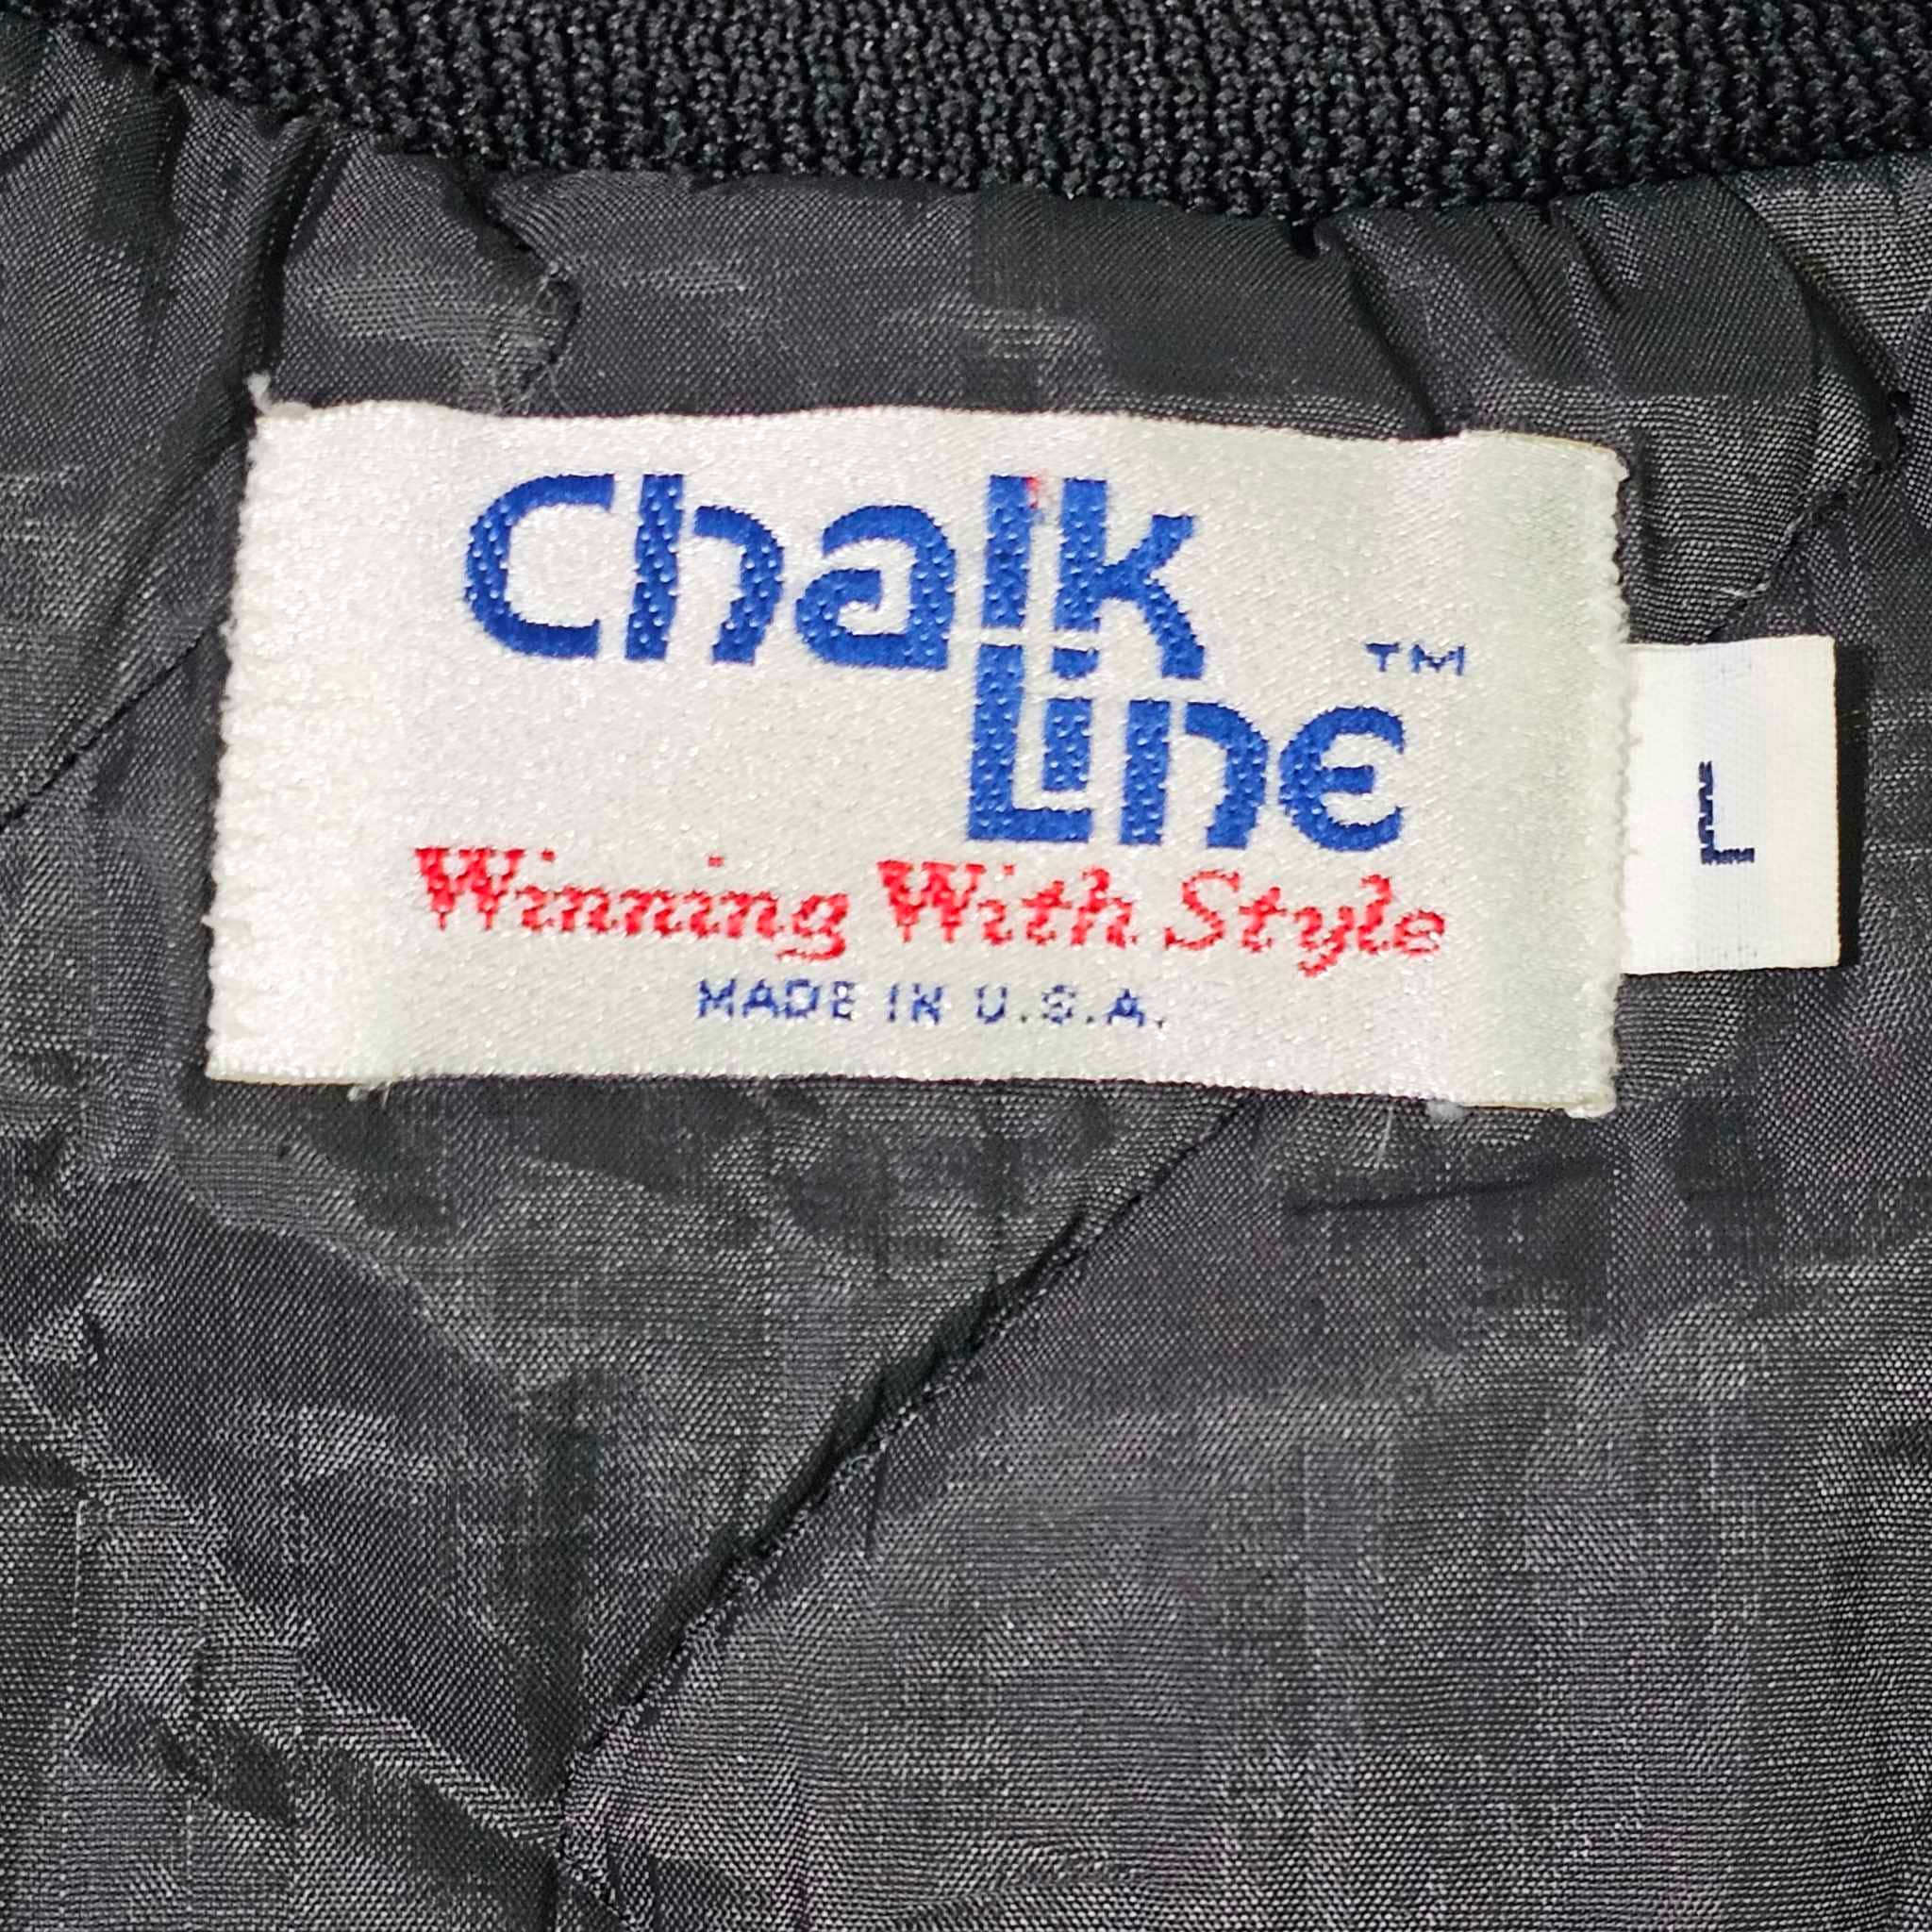 Chalk
Line
TM
Winning With Style
MADE IN U.S.A.
L